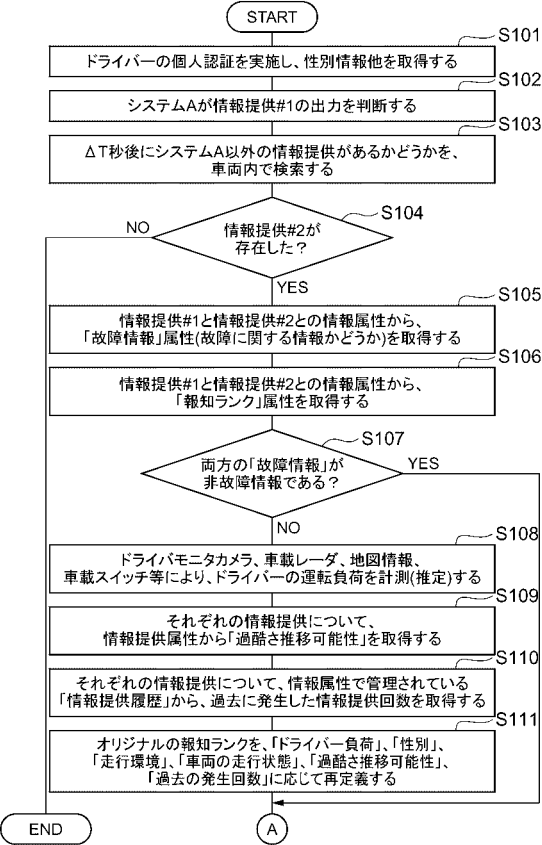 START
S101
ドライバーの個人認証を実施し、性別情報他を取得する
S102
システムAが情報提供#1の出力を判断する
S103
ΔT秒後にシステムA以外の情報提供があるかどうかを、
車両内で検索する
S104
情報提供#2が
存在した？
NO
YES
S105
情報提供#1と情報提供#2との情報属性から、
「故障情報」属性(故障に関する情報かどうか)を取得する
S106
情報提供#1と情報提供#2との情報属性から、
「報知ランク」属性を取得する
S107
両方の「故障情報」が
非故障情報である？
YES
NO
S108
ドライバモニタカメラ、車載レーダ、地図情報、
車載スイッチ等により、ドライバーの運転負荷を計測(推定)する
S109
それぞれの情報提供について、
情報提供属性から「過酷さ推移可能性」を取得する
S110
それぞれの情報提供について、情報属性で管理されている
「情報提供履歴」から、過去に発生した情報提供回数を取得する
S111
オリジナルの報知ランクを、「ドライバー負荷」、「性別」、
「走行環境」、「車両の走行状態」、「過酷さ推移可能性」、
「過去の発生回数」に応じて再定義する
END
A